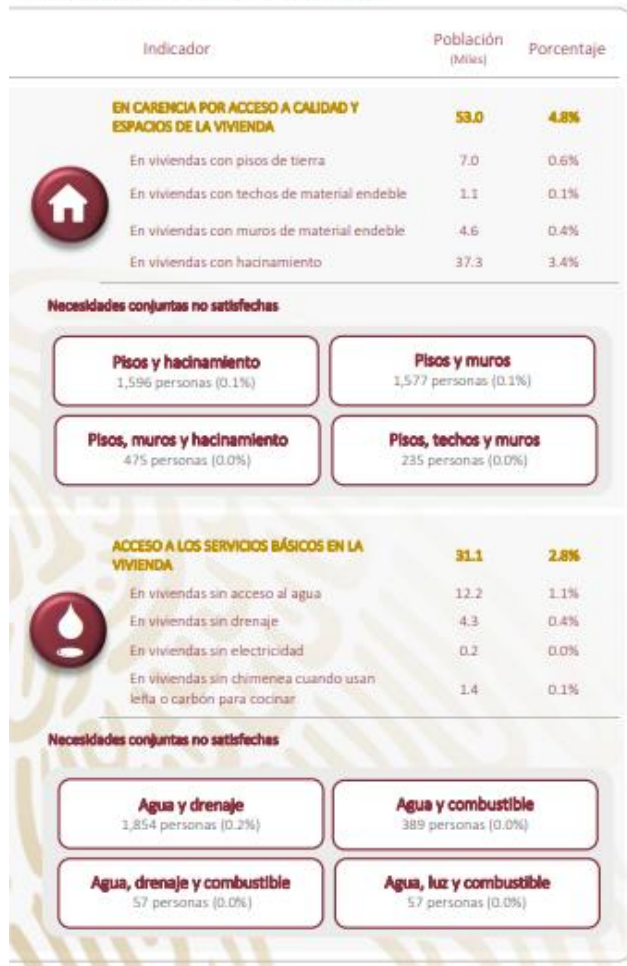 Indicador Población (Miles) Porcentaje
EN CARENCIA POR ACCESO A CALIDAD Y
ESPACIOS DE LA VIVIENDA 53.0 4.8%
En viviendas con pisos de tierra 7.0 0.6%
En viviendas con techos de material endeble 1.1 0.1%
En viviendas con muros de material endeble 4.6 0.4%
En viviendas con hacinamiento 37.3 3.4%
Necesidades conjuntas no satisfechas
Pisos y hacinamiento
1,596 personas (0.1%)
Pisos y muros
1,577 personas (0.1%)
Pisos, muros y hacinamiento
475 personas (0.0%)
Pisos, techos y muros
235 personas (0.0%)
ACCESO A LOS SERVICIOS BÁSICOS EN LA
VIVIENDA 31.1 2.8%
En viviendas sin acceso al agua 12.2 1.1%
En viviendas sin drenaje 4.3 0.4%
En viviendas sin electricidad 0.2 0.0%
En viviendas sin chimenea cuando usan
leña o carbón para cocinar 1.4 0.1%
Necesidades conjuntas no satisfechas
Agua y drenaje
1,854 personas (0.2%)
Agua y combustible
389 personas (0.0%)
Agua, drenaje y combustible
57 personas (0.0%)
Agua, luz y combustible
57 personas (0.0%)